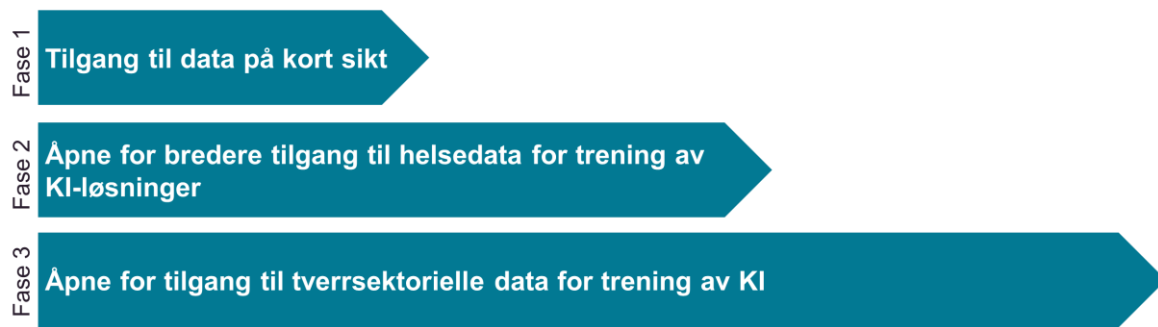 Fase 1
Tilgang til data på kort sikt
Fase 2
Åpne for bredere tilgang til helsedata for trening av
KI-løsninger
Fase 3
Åpne for tilgang til tverrsektorielle data for trening av KI